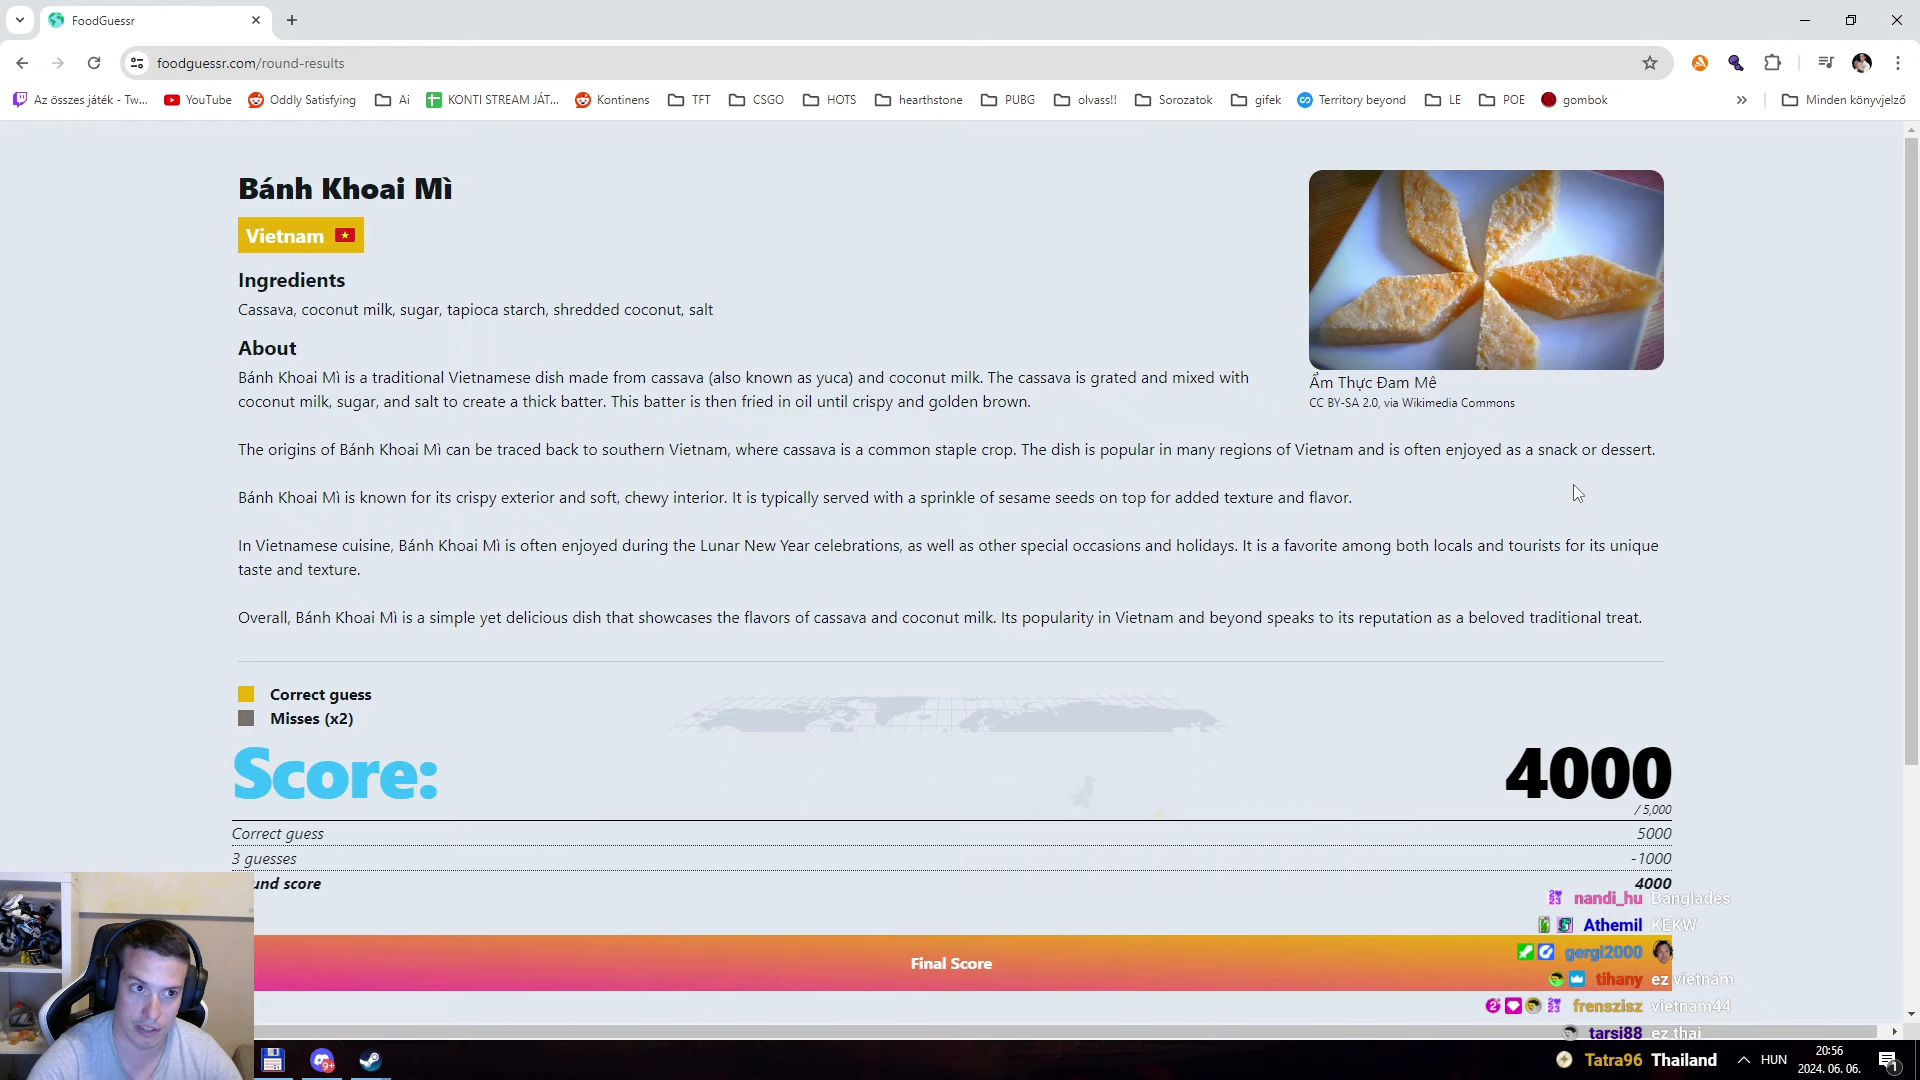 FoodGuessr
foodguessr.com/round-results
Az összes játék - Tw...
YouTube
Oddly Satisfying
Ai
KONTI STREAM JÁT...
Kontinens
TFT
CSGO
HOTS
hearthstone
PUBG
olvass!!
Sorozatok
gifek
Territory beyond
LE
POE
gombok
Minden könyvjelző
Bánh Khoai Mì
Vietnam
Ingredients
Cassava, coconut milk, sugar, tapioca starch, shredded coconut, salt
About
Bánh Khoai Mì is a traditional Vietnamese dish made from cassava (also known as yuca) and coconut milk. The cassava is grated and mixed with
coconut milk, sugar, and salt to create a thick batter. This batter is then fried in oil until crispy and golden brown.
Ẩm Thực Đam Mê
CC BY-SA 2.0, via Wikimedia Commons
The origins of Bánh Khoai Mì can be traced back to southern Vietnam, where cassava is a common staple crop. The dish is popular in many regions of Vietnam and is often enjoyed as a snack or dessert.
Bánh Khoai Mì is known for its crispy exterior and soft, chewy interior. It is typically served with a sprinkle of sesame seeds on top for added texture and flavor.
In Vietnamese cuisine, Bánh Khoai Mì is often enjoyed during the Lunar New Year celebrations, as well as other special occasions and holidays. It is a favorite among both locals and tourists for its unique
taste and texture.
Overall, Bánh Khoai Mì is a simple yet delicious dish that showcases the flavors of cassava and coconut milk. Its popularity in Vietnam and beyond speaks to its reputation as a beloved traditional treat.
Correct guess
Misses (x2)
Score:
4000
/ 5,000
Correct guess
5000
3 guesses
-1000
und score
4000
nandi_hu Banglades
Athemil KEKW
Final Score
gergi2000
tihany ez vietnám
frenszisz vietnam44
tarsi88 ez thai
Tatra96 Thailand
9+
HUN
20:56
2024. 06. 06.
1